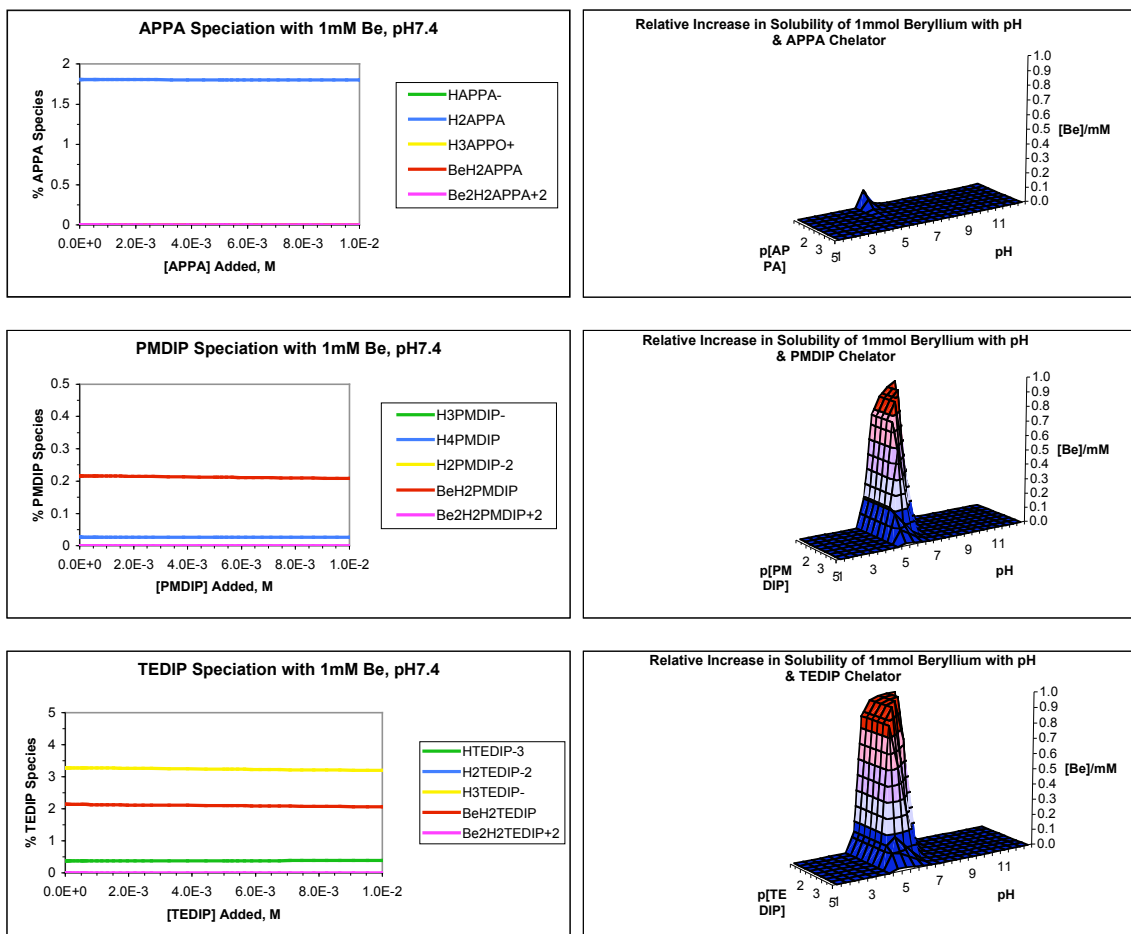 APPA Speciation with 1mM Be, pH7.4
% APPA Species
2
1.5
1
0.5
0
0.0E+0 2.0E-3 4.0E-3 6.0E-3 8.0E-3 1.0E-2
[APPA] Added, M
HAPPA-
H2APPA
H3APPO+
BeH2APPA
Be2H2APPA+2
Relative Increase in Solubility of 1mmol Beryllium with pH
& APPA Chelator
1.0
0.9
0.8
0.7
0.6
0.5
0.4
0.3
0.2
0.1
0.0
[Be]/mM
p[AP
PA]
2
3
51
3
5
7
9
11
pH
PMDIP Speciation with 1mM Be, pH7.4
% PMDIP Species
0.5
0.4
0.3
0.2
0.1
0
0.0E+0 2.0E-3 4.0E-3 6.0E-3 8.0E-3 1.0E-2
[PMDIP] Added, M
H3PMDIP-
H4PMDIP
H2PMDIP-2
BeH2PMDIP
Be2H2PMDIP+2
Relative Increase in Solubility of 1mmol Beryllium with pH
& PMDIP Chelator
1.0
0.9
0.8
0.7
0.6
0.5
0.4
0.3
0.2
0.1
0.0
[Be]/mM
p[PM
DIP]
2
3
51
3
5
7
9
11
pH
TEDIP Speciation with 1mM Be, pH7.4
% TEDIP Species
5
4
3
2
1
0
0.0E+0 2.0E-3 4.0E-3 6.0E-3 8.0E-3 1.0E-2
[TEDIP] Added, M
HTEDIP-3
H2TEDIP-2
H3TEDIP-
BeH2TEDIP
Be2H2TEDIP+2
Relative Increase in Solubility of 1mmol Beryllium with pH
& TEDIP Chelator
1.0
0.9
0.8
0.7
0.6
0.5
0.4
0.3
0.2
0.1
0.0
[Be]/mM
p[TE
DIP]
2
3
51
3
5
7
9
11
pH